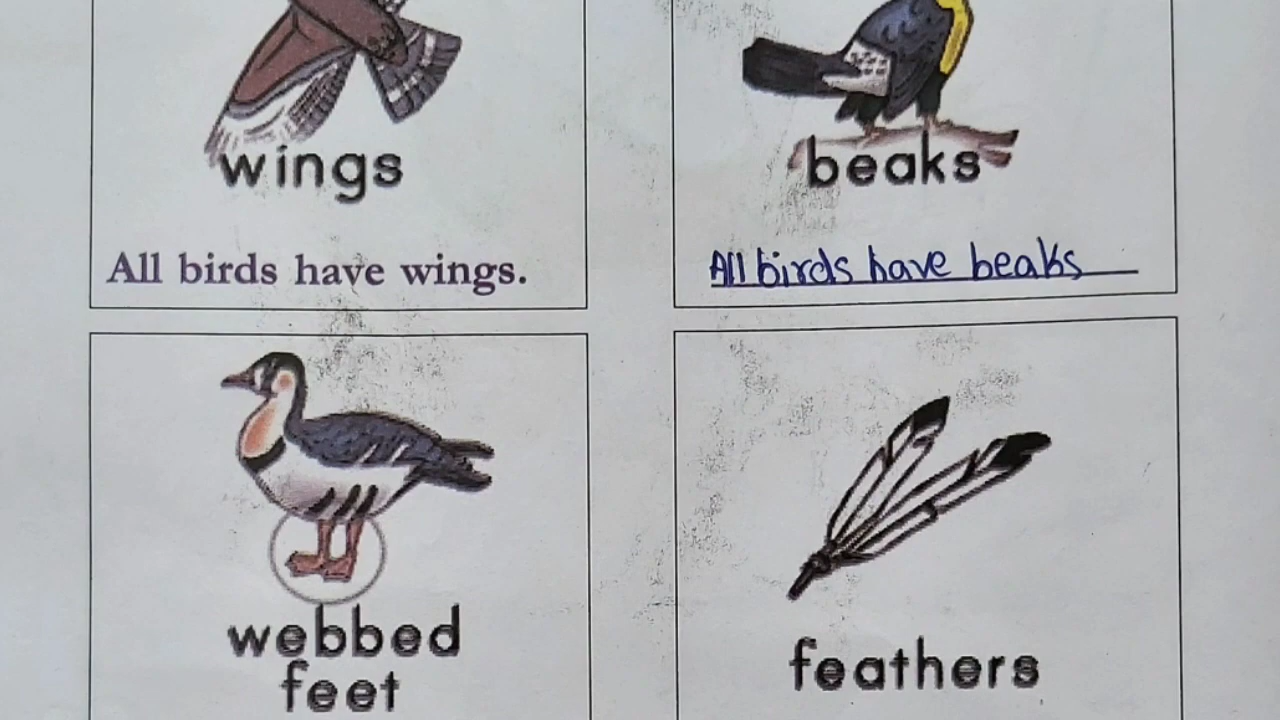 wings
beaks
All birds have wings.
All birds have beaks
webbed
feet
feathers